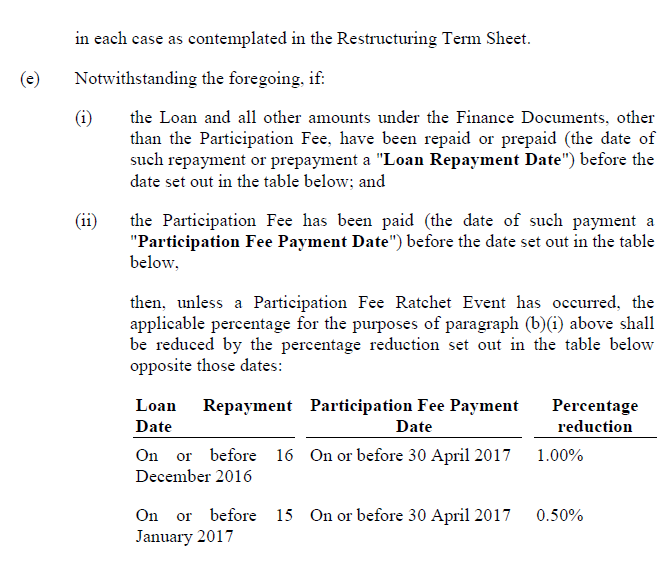 in each case as contemplated in the Restructuring Term Sheet.
(e) Notwithstanding the foregoing, if:
(i) the Loan and all other amounts under the Finance Documents, other
than the Participation Fee, have been repaid or prepaid (the date of
such repayment or prepayment a "Loan Repayment Date") before the
date set out in the table below; and
(ii) the Participation Fee has been paid (the date of such payment a
"Participation Fee Payment Date") before the date set out in the table
below,
then, unless a Participation Fee Ratchet Event has occurred, the
applicable percentage for the purposes of paragraph (b)(i) above shall
be reduced by the percentage reduction set out in the table below
opposite those dates:
Loan Repayment Participation Fee Payment Percentage
Date Date reduction
On or before 16 On or before 30 April 2017 1.00%
December 2016
On or before 15 On or before 30 April 2017 0.50%
January 2017